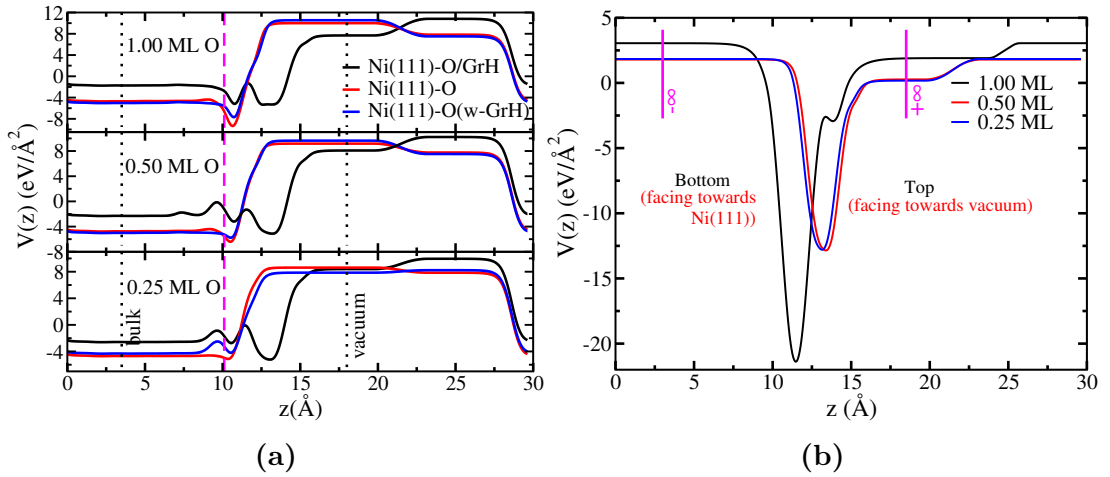 12
8
4
0
-4
-8
8
4
0
-4
-8
8
4
0
-4
V(z) (eV/Å²)
1.00 ML O
Ni(111)-O/GrH
Ni(111)-O
Ni(111)-O(w-GrH)
0.50 ML O
0.25 ML O
bulk
vacuum
0 5 10 15 20 25 30
z(Å)
(a)
5
0
-5
-10
-15
-20
V(z) (eV/Å²)
-∞
+∞
1.00 ML
0.50 ML
0.25 ML
Bottom
(facing towards
Ni(111))
Top
(facing towards vacuum)
0 5 10 15 20 25 30
z (Å)
(b)